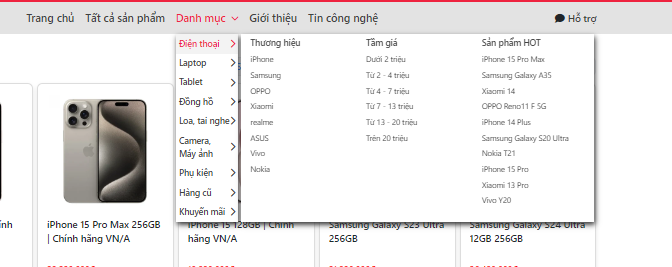 Trang chủ Tất cả sản phẩm Danh mục Giới thiệu Tin công nghệ Hỗ trợ
Điện thoại
Laptop
Tablet
Đồng hồ
Loa, tai nghe
Camera,
Máy ảnh
Phụ kiện
Hàng cũ
Khuyến mãi
Thương hiệu
iPhone
Samsung
OPPO
Xiaomi
realme
ASUS
Vivo
Nokia
Tầm giá
Dưới 2 triệu
Từ 2 - 4 triệu
Từ 4 - 7 triệu
Từ 7 - 13 triệu
Từ 13 - 20 triệu
Trên 20 triệu
Sản phẩm HOT
iPhone 15 Pro Max
Samsung Galaxy A35
Xiaomi 14
OPPO Reno11 F 5G
iPhone 14 Plus
Samsung Galaxy S20 Ultra
Nokia T21
iPhone 15 Pro
Xiaomi 13 Pro
Vivo Y20
iPhone 15 Pro Max 256GB
| Chính hãng VN/A
iPhone 15 128GB | Chính
hãng VN/A
Samsung Galaxy S23 Ultra
256GB
Samsung Galaxy S24 Ultra
12GB 256GB